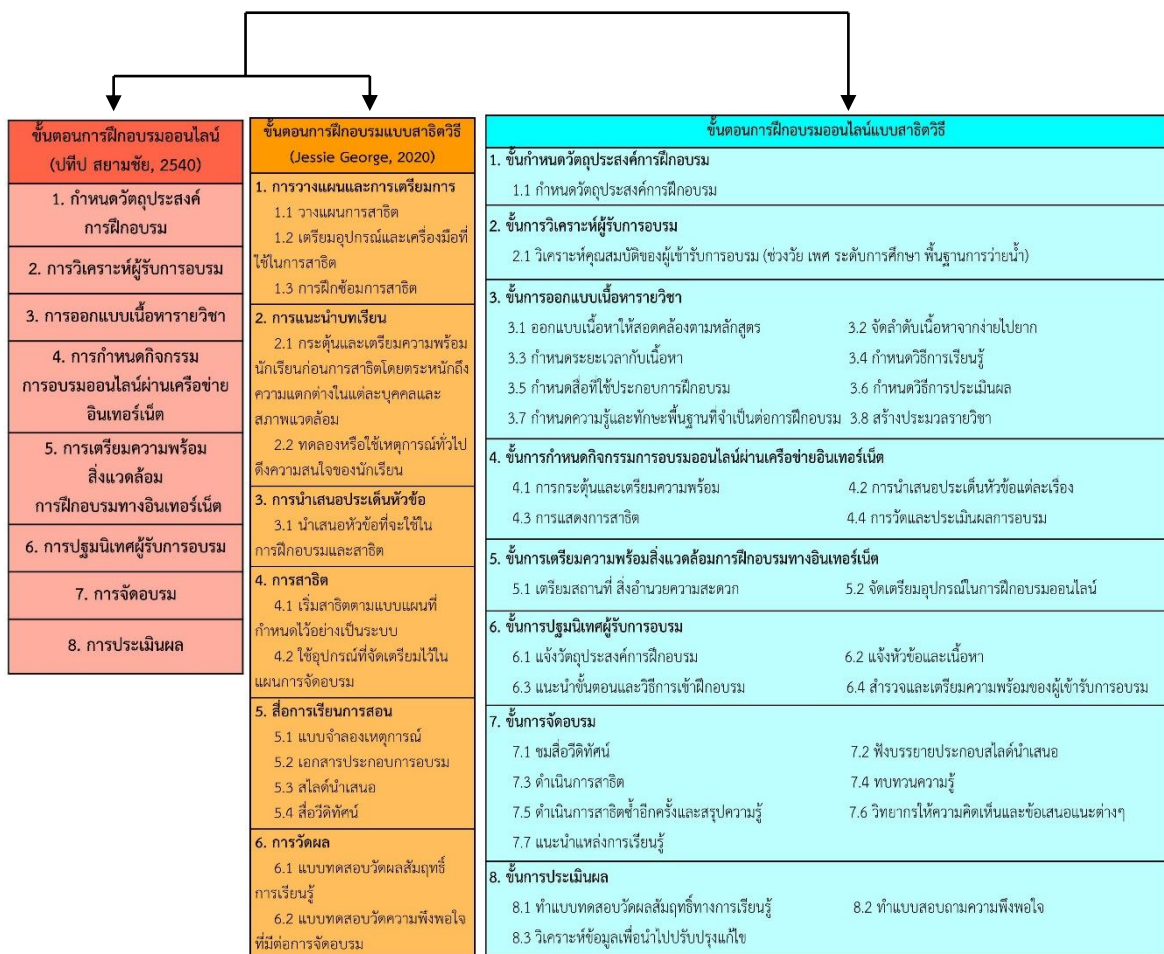 ขั้นตอนการฝึกอบรมออนไลน์
(ปทีป สยามชัย, 2540)
1. กำหนดวัตถุประสงค์
การฝึกอบรม
2. การวิเคราะห์ผู้รับการอบรม
3. การออกแบบเนื้อหารายวิชา
4. การกำหนดกิจกรรม
การอบรมออนไลน์ผ่านเครือข่าย
อินเทอร์เน็ต
5. การเตรียมความพร้อม
สิ่งแวดล้อม
การฝึกอบรมทางอินเทอร์เน็ต
6. การปฐมนิเทศผู้รับการอบรม
7. การจัดอบรม
8. การประเมินผล
ขั้นตอนการฝึกอบรมแบบสาธิตวิธี
(Jessie George, 2020)
1. การวางแผนและการเตรียมการ
1.1 วางแผนการสาธิต
1.2 เตรียมอุปกรณ์และเครื่องมือที่
ใช้ในการสาธิต
1.3 การฝึกซ้อมการสาธิต
2. การแนะนำบทเรียน
2.1 กระตุ้นและเตรียมความพร้อม
นักเรียนก่อนการสาธิตโดยตระหนักถึง
ความแตกต่างในแต่ละบุคคลและ
สภาพแวดล้อม
2.2 ทดลองหรือใช้เหตุการณ์ทั่วไป
ดึงความสนใจของนักเรียน
3. การนำเสนอประเด็นหัวข้อ
3.1 นำเสนอหัวข้อที่จะใช้ใน
การฝึกอบรมและสาธิต
4. การสาธิต
4.1 เริ่มสาธิตตามแบบแผนที่
กำหนดไว้อย่างเป็นระบบ
4.2 ใช้อุปกรณ์ที่จัดเตรียมไว้ใน
แผนการจัดอบรม
5. สื่อการเรียนการสอน
5.1 แบบจำลองเหตุการณ์
5.2 เอกสารประกอบการอบรม
5.3 สไลด์นำเสนอ
5.4 สื่อวีดิทัศน์
6. การวัดผล
6.1 แบบทดสอบวัดผลสัมฤทธิ์
การเรียนรู้
6.2 แบบทดสอบวัดความพึงพอใจ
ที่มีต่อการจัดอบรม
ขั้นตอนการฝึกอบรมออนไลน์แบบสาธิตวิธี
1. ขั้นกำหนดวัตถุประสงค์การฝึกอบรม
1.1 กำหนดวัตถุประสงค์การฝึกอบรม
2. ขั้นการวิเคราะห์ผู้รับการอบรม
2.1 วิเคราะห์คุณสมบัติของผู้เข้ารับการอบรม (ช่วงวัย เพศ ระดับการศึกษา พื้นฐานการว่ายน้ำ)
3. ขั้นการออกแบบเนื้อหารายวิชา
3.1 ออกแบบเนื้อหาให้สอดคล้องตามหลักสูตร 3.2 จัดลำดับเนื้อหาจากง่ายไปยาก
3.3 กำหนดระยะเวลากับเนื้อหา 3.4 กำหนดวิธีการเรียนรู้
3.5 กำหนดสื่อที่ใช้ประกอบการฝึกอบรม 3.6 กำหนดวิธีการประเมินผล
3.7 กำหนดความรู้และทักษะพื้นฐานที่จำเป็นต่อการฝึกอบรม 3.8 สร้างประมวลรายวิชา
4. ขั้นการกำหนดกิจกรรมการอบรมออนไลน์ผ่านเครือข่ายอินเทอร์เน็ต
4.1 การกระตุ้นและเตรียมความพร้อม 4.2 การนำเสนอประเด็นหัวข้อแต่ละเรื่อง
4.3 การแสดงการสาธิต 4.4 การวัดและประเมินผลการอบรม
5. ขั้นการเตรียมความพร้อมสิ่งแวดล้อมการฝึกอบรมทางอินเทอร์เน็ต
5.1 เตรียมสถานที่ สิ่งอำนวยความสะดวก 5.2 จัดเตรียมอุปกรณ์ในการฝึกอบรมออนไลน์
6. ขั้นการปฐมนิเทศผู้รับการอบรม
6.1 แจ้งวัตถุประสงค์การฝึกอบรม 6.2 แจ้งหัวข้อและเนื้อหา
6.3 แนะนำขั้นตอนและวิธีการเข้าฝึกอบรม 6.4 สำรวจและเตรียมความพร้อมของผู้เข้ารับการอบรม
7. ขั้นการจัดอบรม
7.1 ชมสื่อวีดิทัศน์ 7.2 ฟังบรรยายประกอบสไลด์นำเสนอ
7.3 ดำเนินการสาธิต 7.4 ทบทวนความรู้
7.5 ดำเนินการสาธิตซ้ำอีกครั้งและสรุปความรู้ 7.6 วิทยากรให้ความคิดเห็นและข้อเสนอแนะต่างๆ
7.7 แนะนำแหล่งการเรียนรู้
8. ขั้นการประเมินผล
8.1 ทำแบบทดสอบวัดผลสัมฤทธิ์ทางการเรียนรู้ 8.2 ทำแบบสอบถามความพึงพอใจ
8.3 วิเคราะห์ข้อมูลเพื่อนำไปปรับปรุงแก้ไข